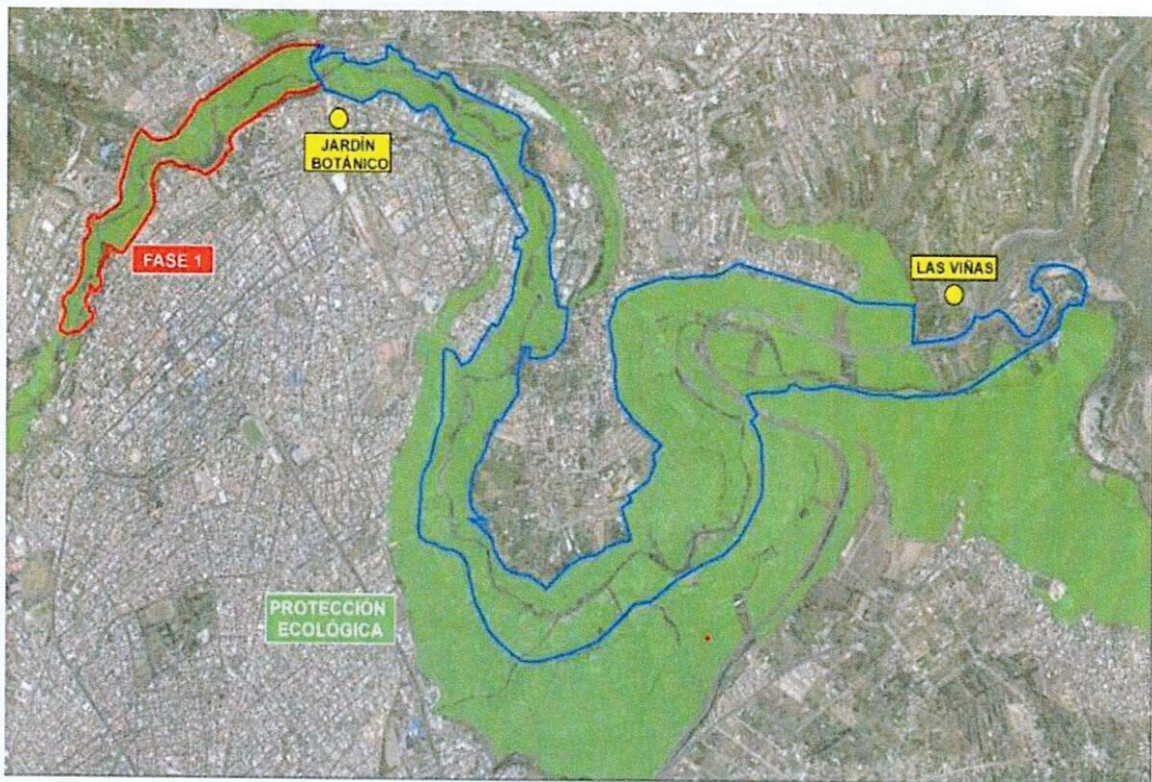 JARDÍN
BOTÁNICO
FASE 1
LAS VIÑAS
PROTECCIÓN
ECOLÓGICA